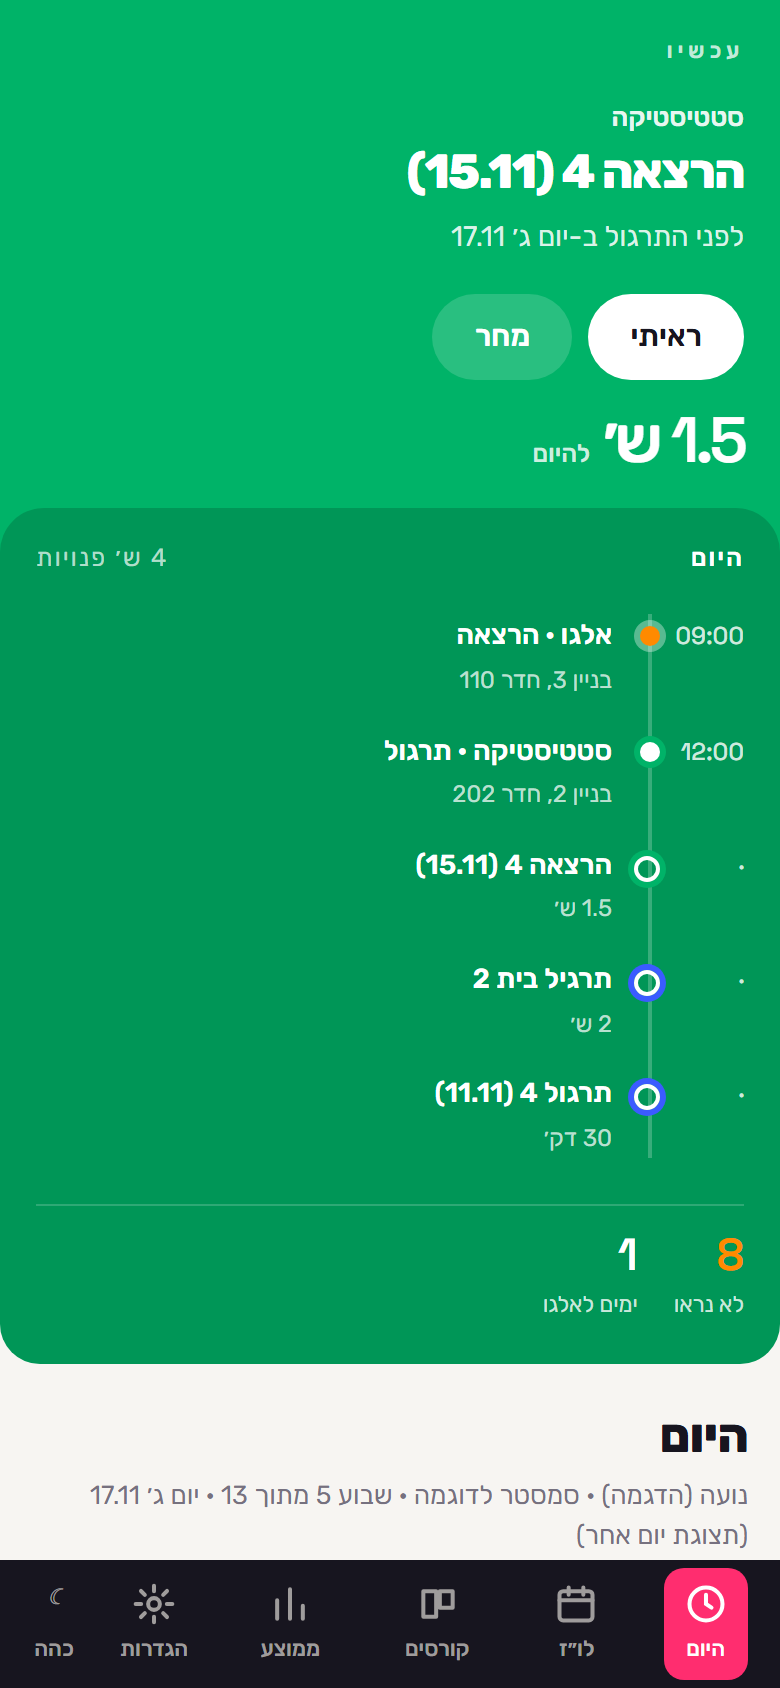 עכשיו
סטטיסטיקה
הרצאה 4 (15.11)
לפני התרגול ב-יום ג׳ 17.11
ראיתי מחר
1.5 ש׳ להיום
היום 4 ש׳ פנויות
09:00 אלגו • הרצאה
בניין 3, חדר 110
12:00 סטטיסטיקה • תרגול
בניין 2, חדר 202
· הרצאה 4 (15.11)
1.5 ש׳
· תרגיל בית 2
2 ש׳
· תרגול 4 (11.11)
30 דק׳
8 1
לא נראו ימים לאלגו
היום
נועה (הדגמה) • סמסטר לדוגמה • שבוע 5 מתוך 13 • יום ג׳ 17.11
(תצוגת יום אחר)
היום לו״ז קורסים ממוצע הגדרות כהה